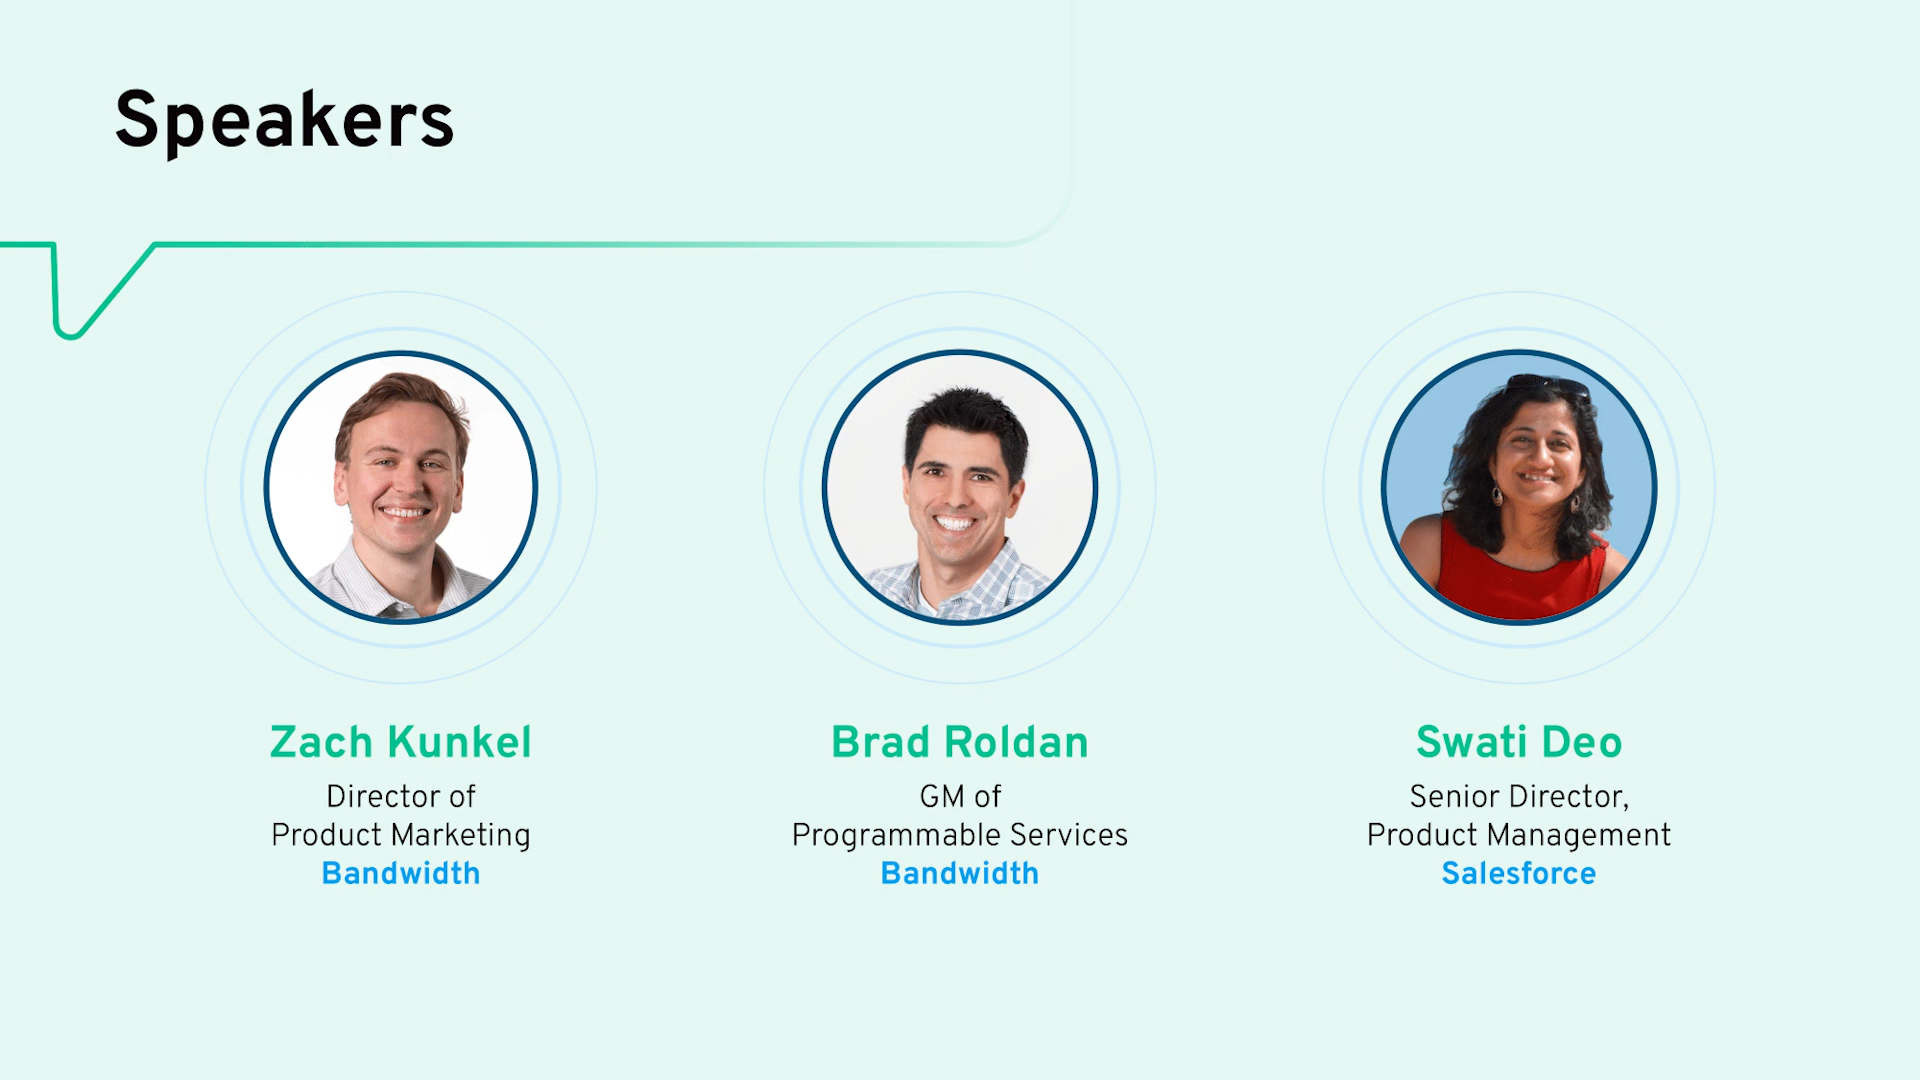 Speakers
Zach Kunkel
Director of
Product Marketing
Bandwidth
Brad Roldan
GM of
Programmable Services
Bandwidth
Swati Deo
Senior Director,
Product Management
Salesforce